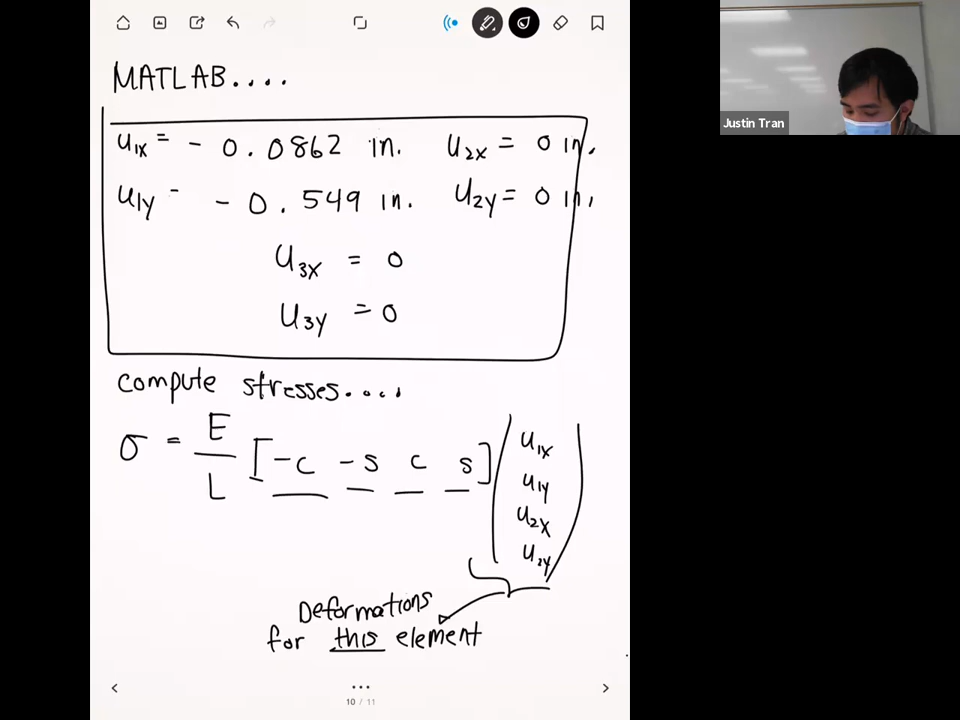 MATLAB....
u1x = - 0.0862 in. u2x = 0 in.
u1y = - 0.549 in. u2y = 0 in.
u3x = 0
u3y = 0
compute stresses....
σ = E/L [-c -s c s] (u1x
u1y
u2x
u2y)
Deformations
for this element
10 / 11
Justin Tran